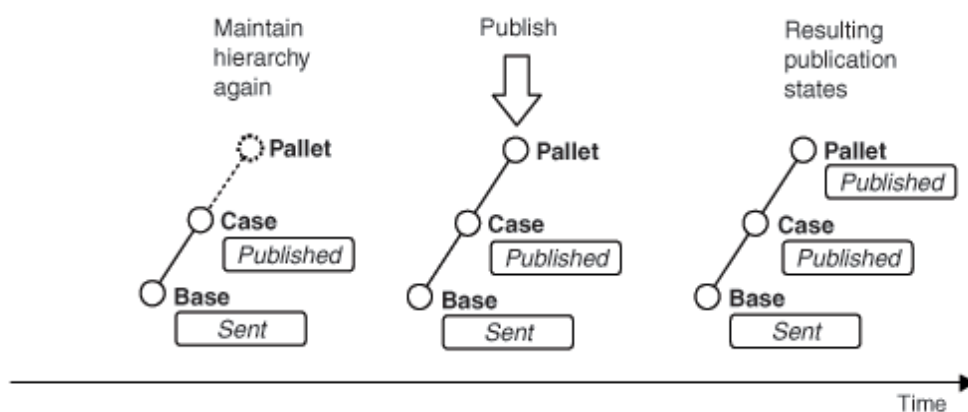 Maintain
hierarchy
again
Pallet
Case
Published
Base
Sent
Publish
Pallet
Case
Published
Base
Sent
Resulting
publication
states
Pallet
Published
Case
Published
Base
Sent
Time